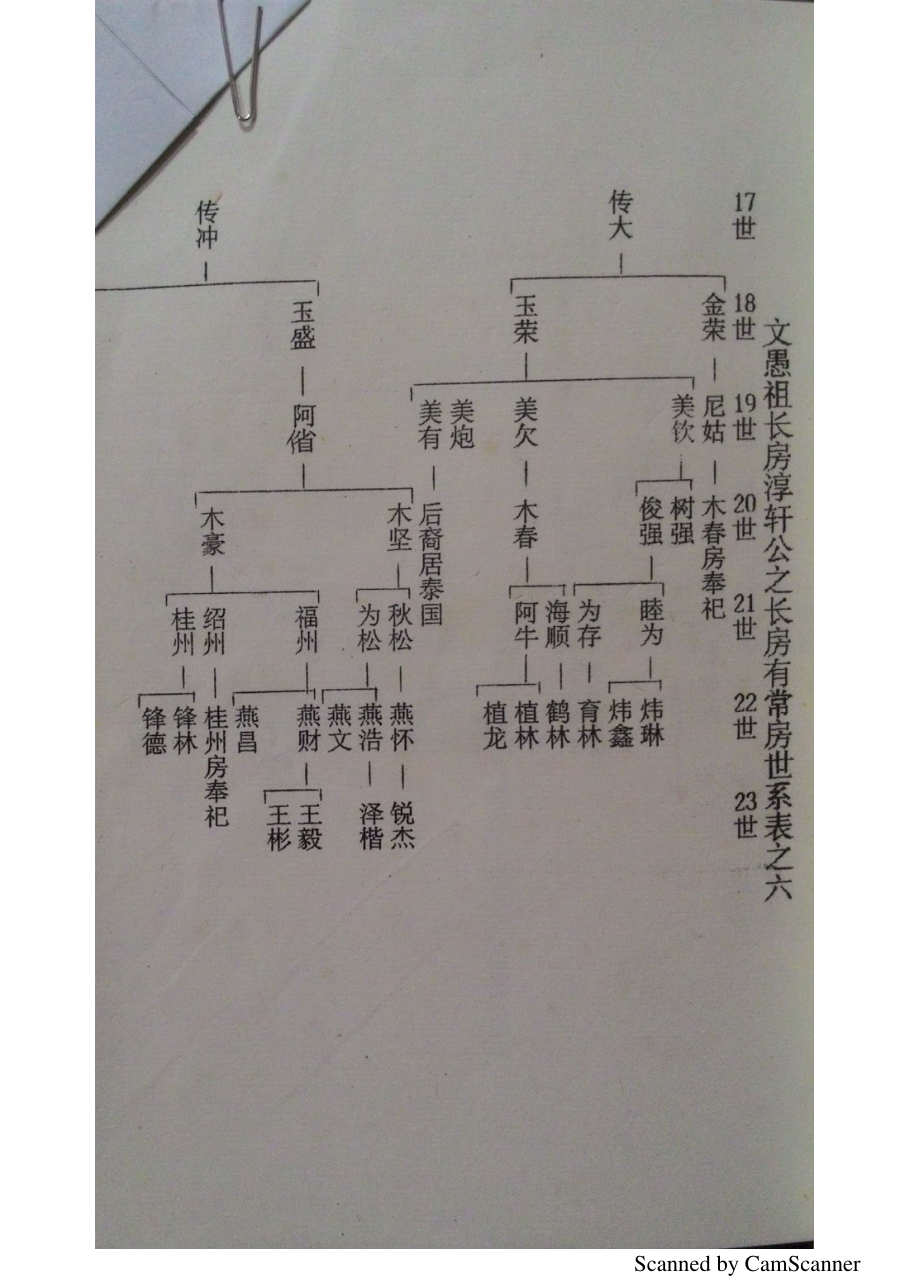 文愚祖长房淳轩公之长房有常房世系表之六
17世
18世
19世
20世
21世
22世
23世
传大
金荣
尼姑
木春房奉祀
玉荣
美钦
树强
俊强
睦为
炜琳
炜鑫
为存
育林
美欠
木春
海顺
鹤林
阿牛
植林
植龙
美炮
美有
后裔居泰国
传冲
玉盛
阿省
木坚
秋松
燕怀
锐杰
为松
燕浩
泽楷
燕文
木豪
福州
燕财
王毅
王彬
燕昌
绍州
桂州房奉祀
桂州
锋林
锋德
Scanned by CamScanner